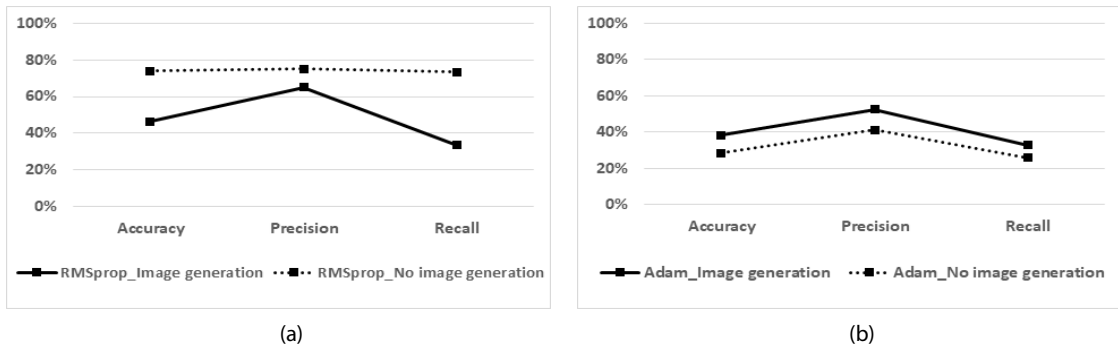 100%
80%
60%
40%
20%
0%
Accuracy Precision Recall
RMSprop_Image generation RMSprop_No image generation
(a)
100%
80%
60%
40%
20%
0%
Accuracy Precision Recall
Adam_Image generation Adam_No image generation
(b)